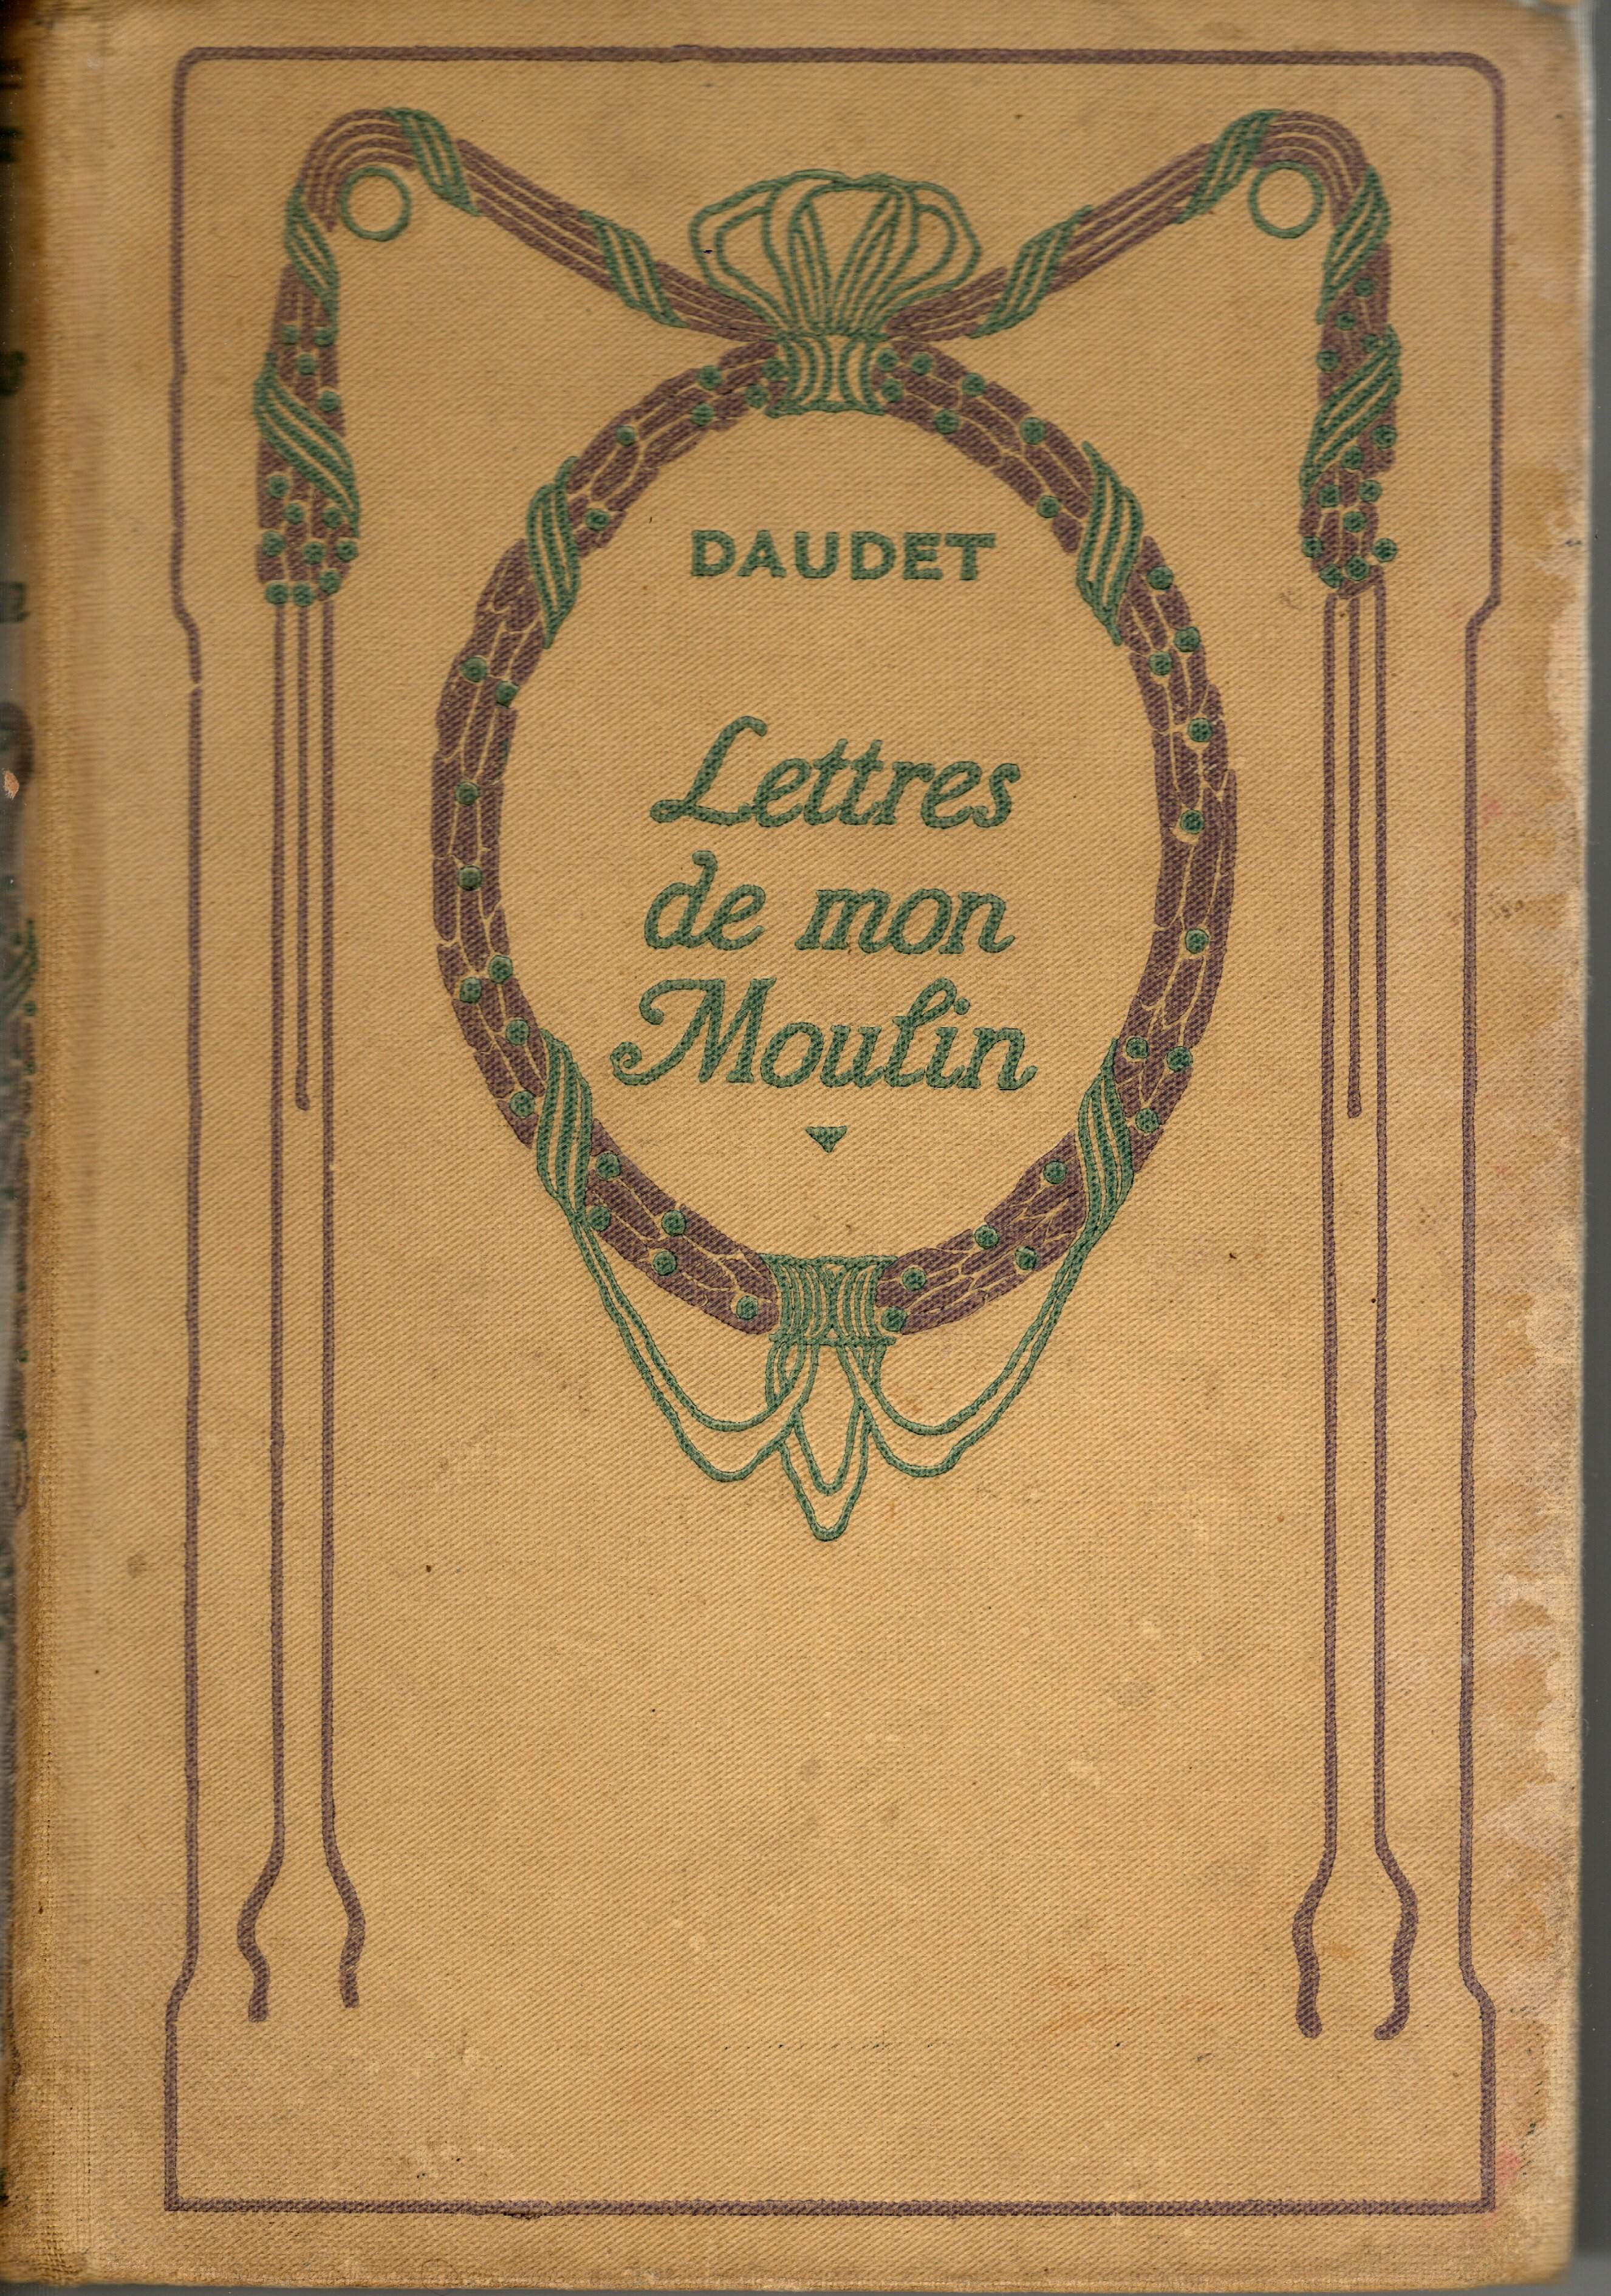 DAUDET
Lettres
de mon
Moulin